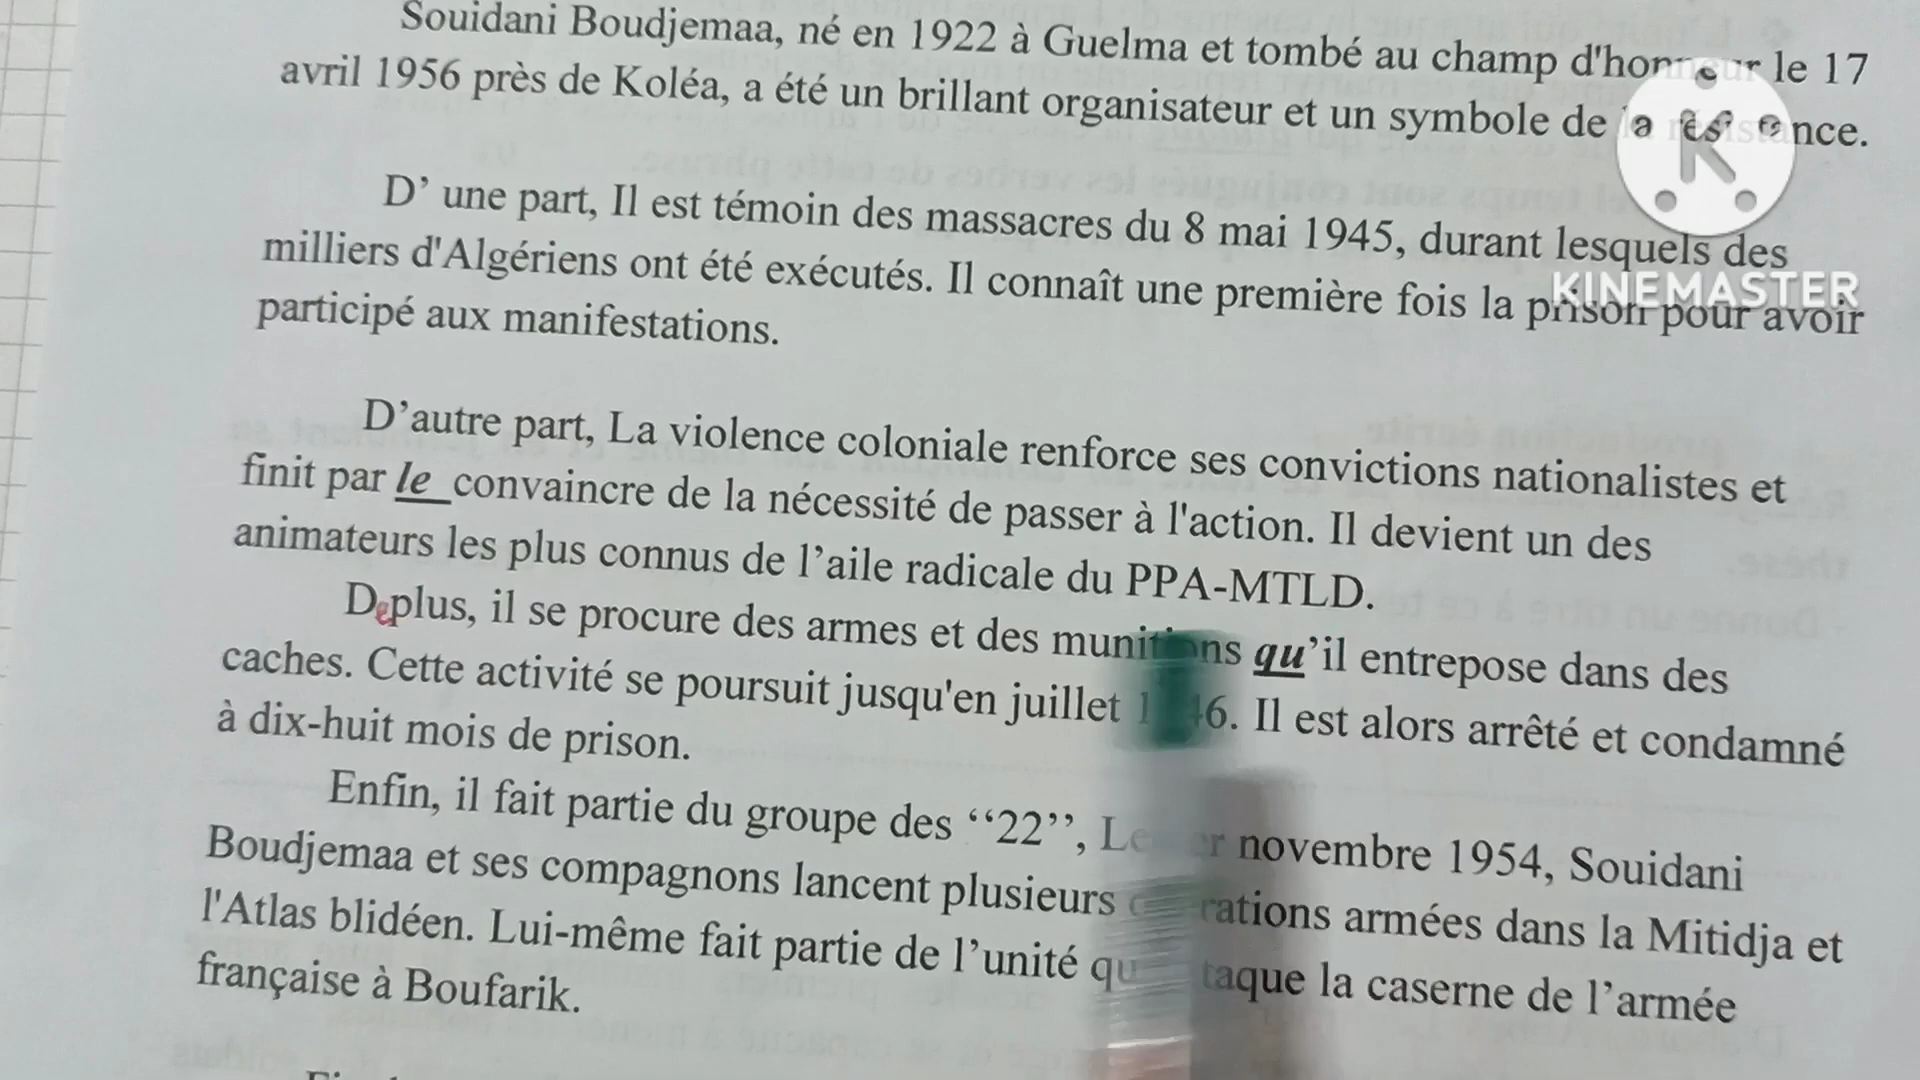 Souidani Boudjemaa, né en 1922 à Guelma et tombé au champ d'honneur le 17
avril 1956 près de Koléa, a été un brillant organisateur et un symbole de la résistance.
D’ une part, Il est témoin des massacres du 8 mai 1945, durant lesquels des
milliers d'Algériens ont été exécutés. Il connaît une première fois la prison pour avoir
KINEMASTER
participé aux manifestations.
D’autre part, La violence coloniale renforce ses convictions nationalistes et
finit par le convaincre de la nécessité de passer à l'action. Il devient un des
animateurs les plus connus de l’aile radicale du PPA-MTLD.
De plus, il se procure des armes et des munitions qu’il entrepose dans des
caches. Cette activité se poursuit jusqu'en juillet Il est alors arrêté et condamné
à dix-huit mois de prison.
Enfin, il fait partie du groupe des ‘‘22’’, Le novembre 1954, Souidani
Boudjemaa et ses compagnons lancent plusieurs opérations armées dans la Mitidja et
l'Atlas blidéen. Lui-même fait partie de l’unité la caserne de l’armée
française à Boufarik.